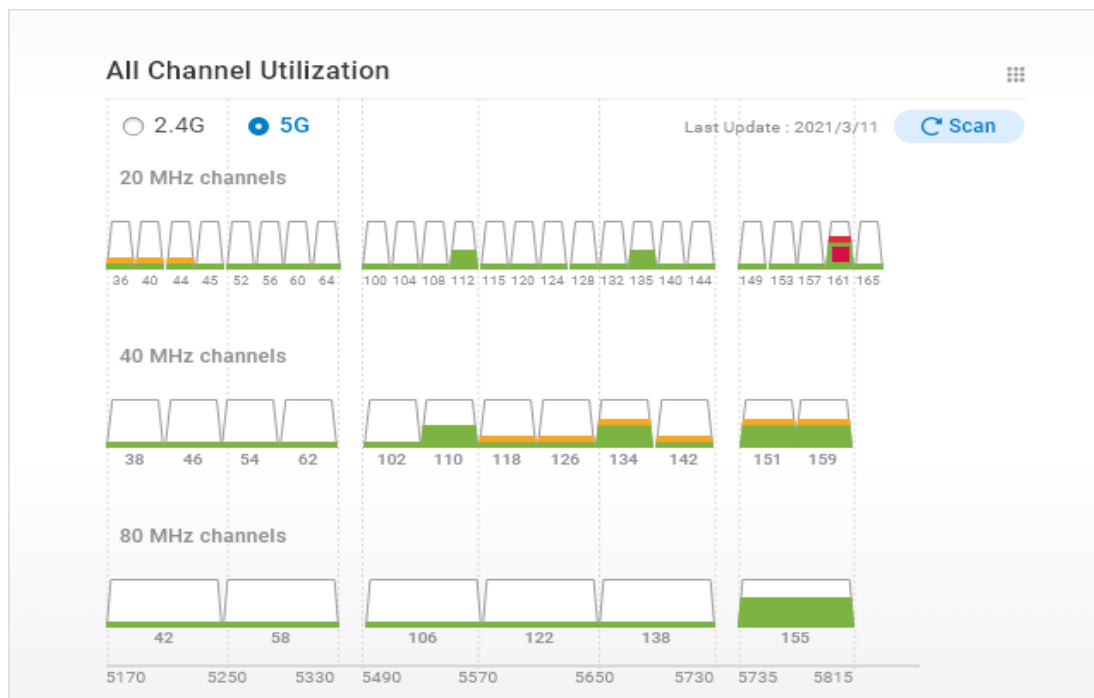 All Channel Utilization
2.4G 5G Last Update : 2021/3/11 Scan
20 MHz channels
36 40 44 45 52 56 60 64 100 104 108 112 115 120 124 128 132 135 140 144 149 153 157 161 165
40 MHz channels
38 46 54 62 102 110 118 126 134 142 151 159
80 MHz channels
42 58 106 122 138 155
5170 5250 5330 5490 5570 5650 5730 5735 5815